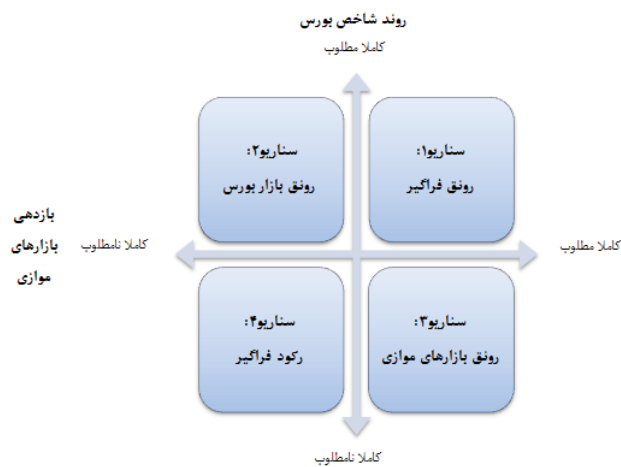 روند شاخص بورس
کاملا مطلوب
سناریو۱:
رونق فراگیر
سناریو۲:
رونق بازار بورس
کاملا مطلوب
کاملا نامطلوب
بازدهی
بازارهای
موازی
سناریو۳:
رونق بازارهای موازی
سناریو۴:
رکود فراگیر
کاملا نامطلوب